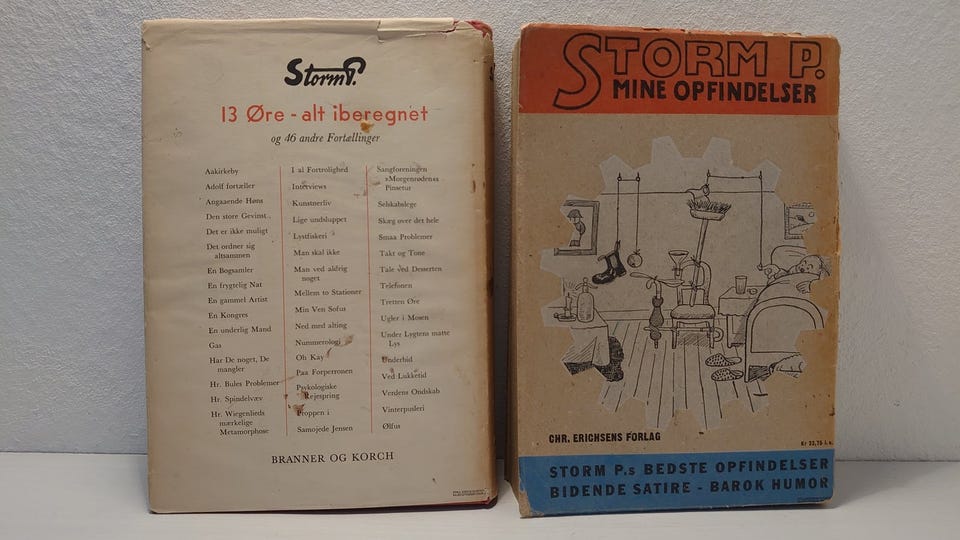 Storm P.
13 Øre - alt iberegnet
og 46 andre Fortællinger
Aakirkeby
Adolf fortæller
Angaaende Høns
Den store Gevinst
Det er ikke muligt
Det ordner sig
altsammen
En Bogsamler
En frygtelig Nat
En gammel Artist
En Kongres
En underlig Mand
Gas
Har De noget, De
mangler
Hr. Bules Problemer
Hr. Spindelvæv
Hr. Wiegenlieds
mærkelige
Metamorphose
I al Fortrolighed
Interviews
Kunstnerliv
Lige undsluppet
Lystfiskeri
Man skal ikke
Man ved aldrig
noget
Mellem to Stationer
Min Ven Sofus
Ned med alting
Nummerologi
Oh Kay
Paa Forperronen
Psykologiske
Rejespring
Proppen i
Samojede Jensen
Sangforeningen
»Morgenrødens«
Pinsetur
Selskabslege
Skæg over det hele
Smaa Problemer
Takt og Tone
Tale ved Desserten
Telefonen
Tretten Øre
Ugler i Mosen
Under Lygtens matte
Lys
Underbid
Ved Lukketid
Verdens Ondskab
Vinterpusleri
Ølfus
BRANNER OG KORCH
STORM P.
MINE OPFINDELSER
CHR. ERICHSENS FORLAG
Kr 23,75 i.m.
STORM P.s BEDSTE OPFINDELSER
BIDENDE SATIRE - BAROK HUMOR